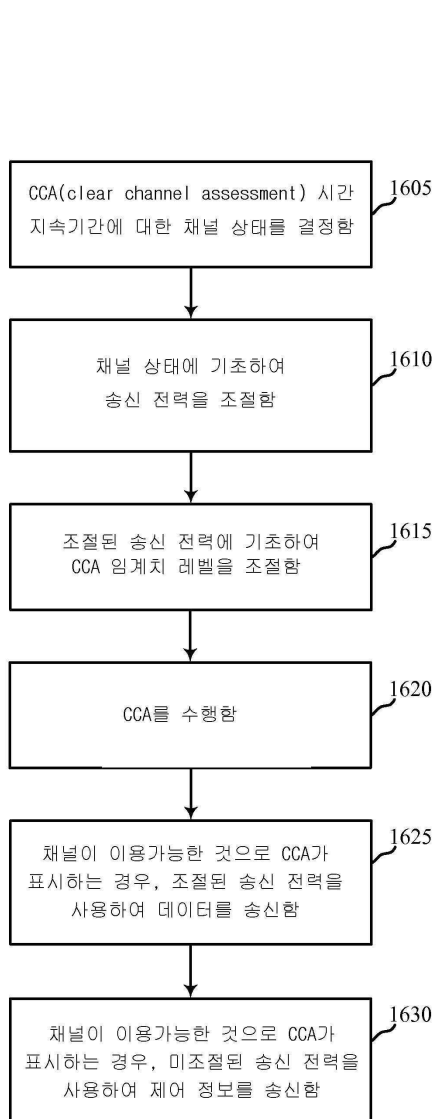 CCA(clear channel assessment) 시간
지속기간에 대한 채널 상태를 결정함
1605
채널 상태에 기초하여
송신 전력을 조절함
1610
조절된 송신 전력에 기초하여
CCA 임계치 레벨을 조절함
1615
CCA를 수행함
1620
채널이 이용가능한 것으로 CCA가
표시하는 경우, 조절된 송신 전력을
사용하여 데이터를 송신함
1625
채널이 이용가능한 것으로 CCA가
표시하는 경우, 미조절된 송신 전력을
사용하여 제어 정보를 송신함
1630